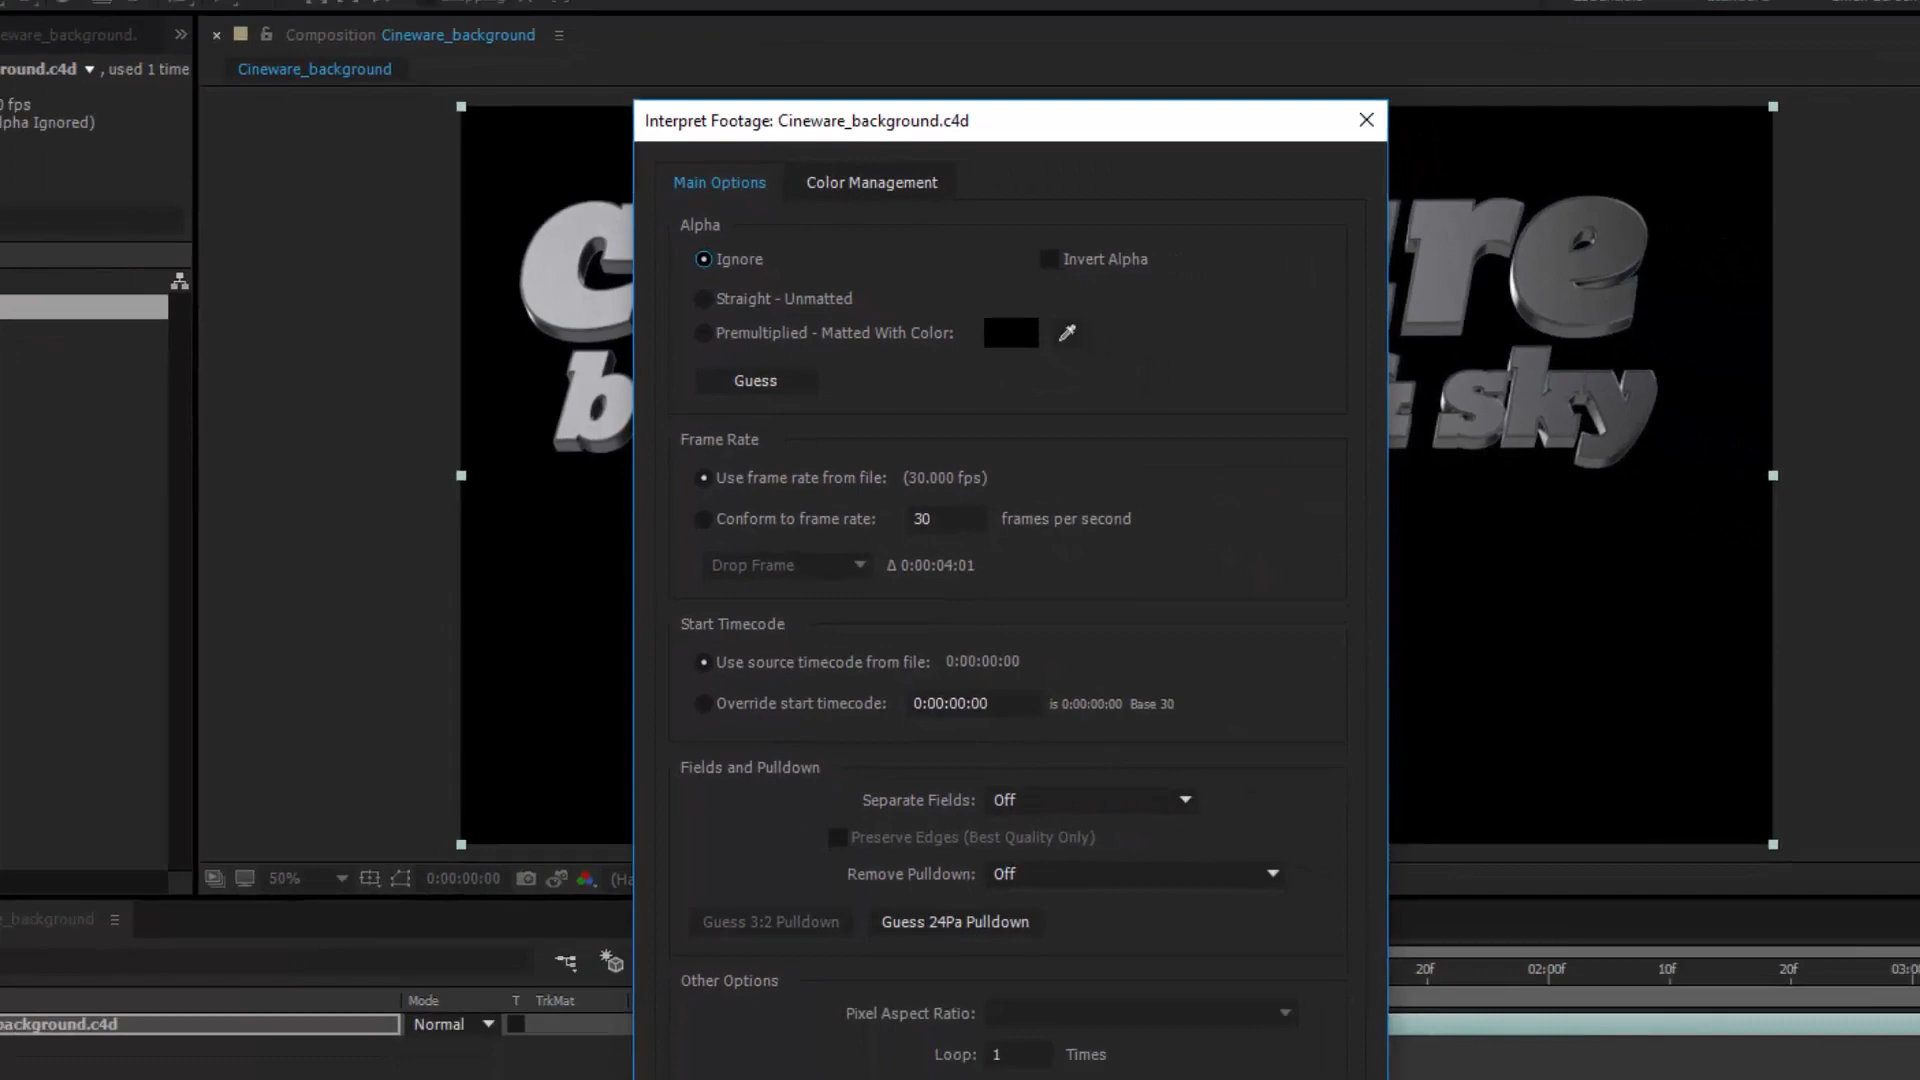 eware_background.
Composition Cineware_background
round.c4d , used 1 time
Cineware_background
0 fps
lpha Ignored)
Interpret Footage: Cineware_background.c4d
Main Options
Color Management
Alpha
Ignore
Invert Alpha
Straight - Unmatted
Premultiplied - Matted With Color:
Guess
c
re
b
t sky
Frame Rate
Use frame rate from file: (30.000 fps)
Conform to frame rate: 30 frames per second
Drop Frame Δ 0:00:04:01
Start Timecode
Use source timecode from file: 0:00:00:00
Override start timecode: 0:00:00:00 is 0:00:00:00 Base 30
Fields and Pulldown
Separate Fields: Off
Preserve Edges (Best Quality Only)
Remove Pulldown: Off
Guess 3:2 Pulldown
Guess 24Pa Pulldown
Other Options
Pixel Aspect Ratio:
Loop: 1 Times
50%
0:00:00:00
(Ha
e_background
20f 02:00f 10f 20f 03:0
Mode T TrkMat
background.c4d Normal